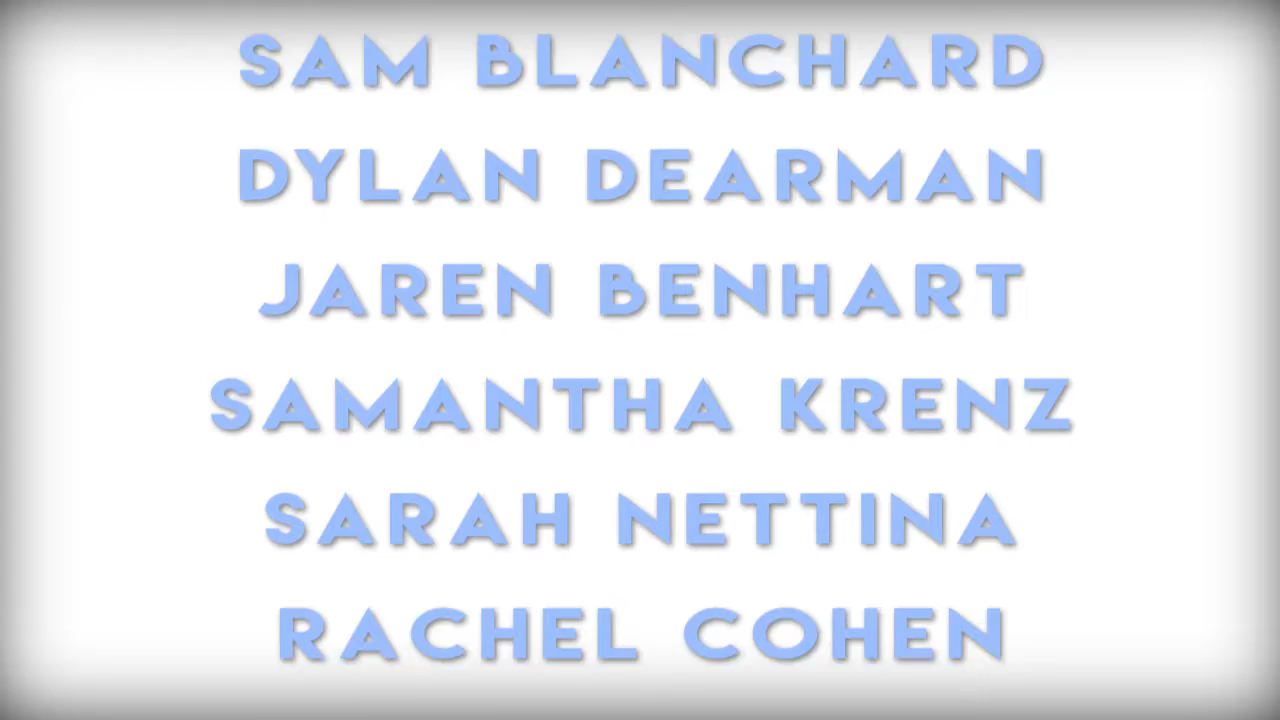 SAM BLANCHARD
DYLAN DEARMAN
JAREN BENHART
SAMANTHA KRENZ
SARAH NETTINA
RACHEL COHEN